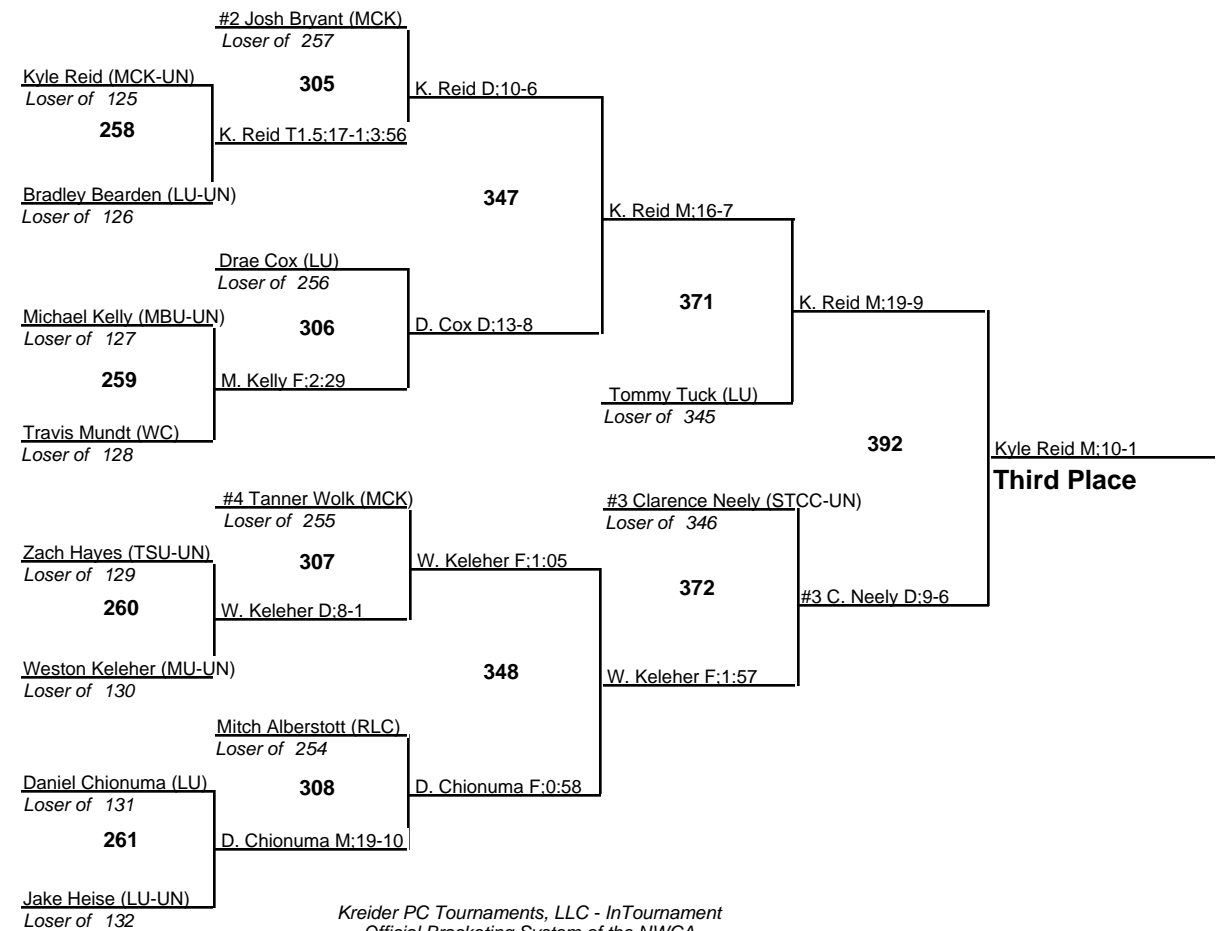 #2 Josh Bryant (MCK)
Loser of 257
Kyle Reid (MCK-UN)
Loser of 125
305
K. Reid D;10-6
258
K. Reid T1.5;17-1;3:56
Bradley Bearden (LU-UN)
Loser of 126
347
K. Reid M;16-7
Drae Cox (LU)
Loser of 256
Michael Kelly (MBU-UN)
Loser of 127
306
D. Cox D;13-8
371
K. Reid M;19-9
259
M. Kelly F;2:29
Tommy Tuck (LU)
Loser of 345
Travis Mundt (WC)
Loser of 128
392
Kyle Reid M;10-1
Third Place
#4 Tanner Wolk (MCK)
Loser of 255
#3 Clarence Neely (STCC-UN)
Loser of 346
Zach Hayes (TSU-UN)
Loser of 129
307
W. Keleher F;1:05
372
#3 C. Neely D;9-6
260
W. Keleher D;8-1
Weston Keleher (MU-UN)
Loser of 130
348
W. Keleher F;1:57
Mitch Alberstott (RLC)
Loser of 254
Daniel Chionuma (LU)
Loser of 131
308
D. Chionuma F;0:58
261
D. Chionuma M;19-10
Jake Heise (LU-UN)
Loser of 132
Kreider PC Tournaments, LLC - InTournament
Official Bracketing System of the NWCA